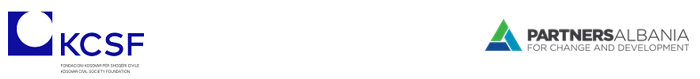 KCSF
FONDACIONI KOSOVAR PËR SHOQËRI CIVILE
KOSOVAR CIVIL SOCIETY FOUNDATION
PARTNERSALBANIA
FOR CHANGE AND DEVELOPMENT